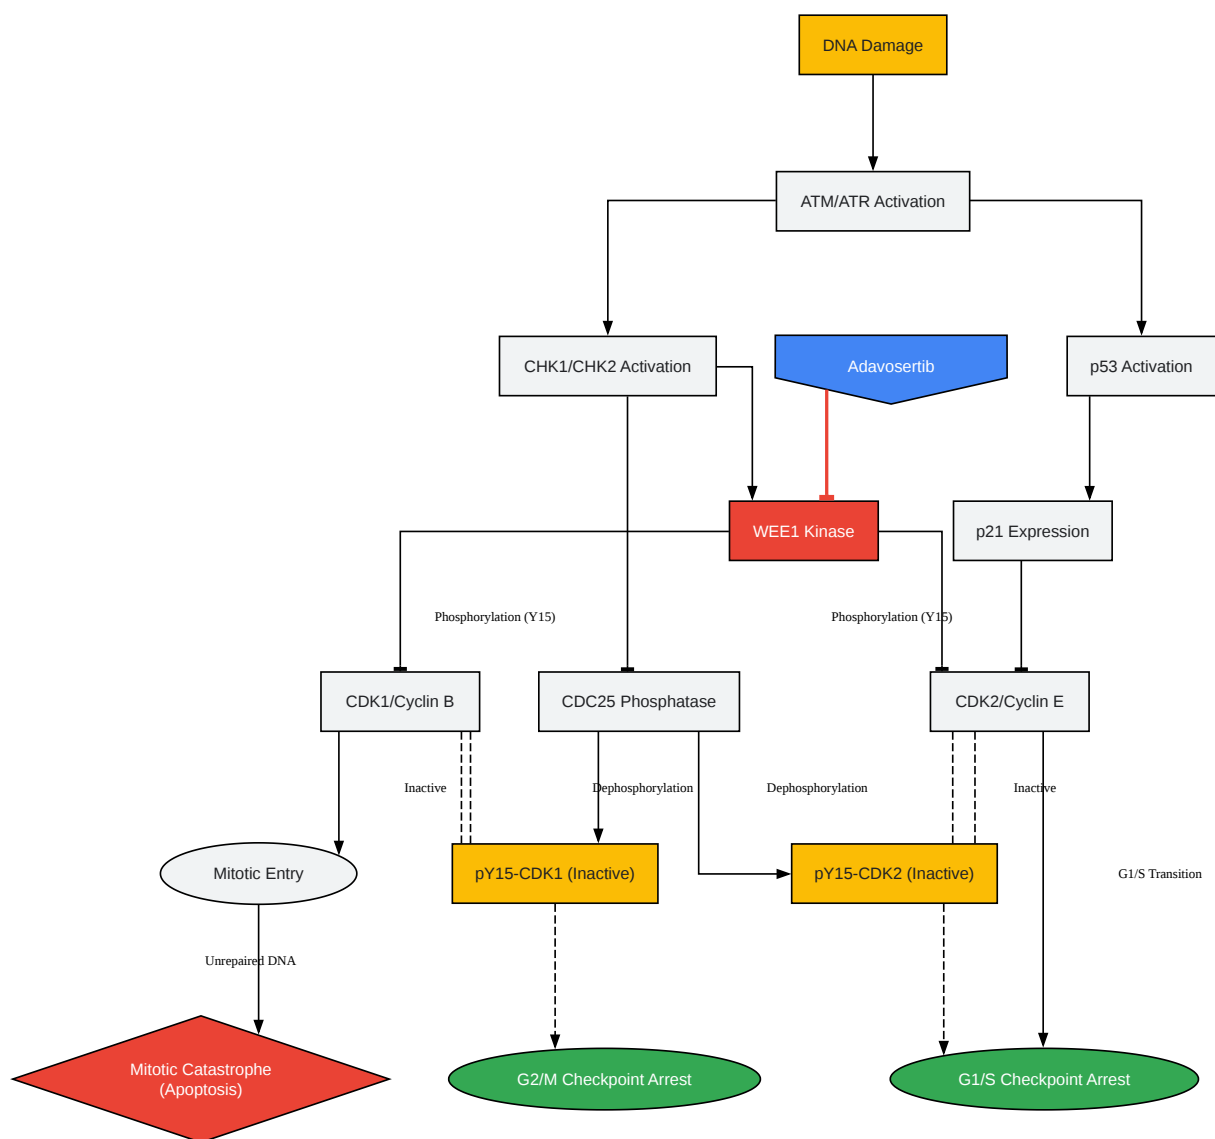 DNA Damage
ATM/ATR Activation
CHK1/CHK2 Activation
Adavosertib
p53 Activation
WEE1 Kinase
p21 Expression
Phosphorylation (Y15)
Phosphorylation (Y15)
CDK1/Cyclin B
CDC25 Phosphatase
CDK2/Cyclin E
Inactive
Dephosphorylation
Dephosphorylation
Inactive
Mitotic Entry
pY15-CDK1 (Inactive)
pY15-CDK2 (Inactive)
G1/S Transition
Unrepaired DNA
Mitotic Catastrophe
(Apoptosis)
G2/M Checkpoint Arrest
G1/S Checkpoint Arrest